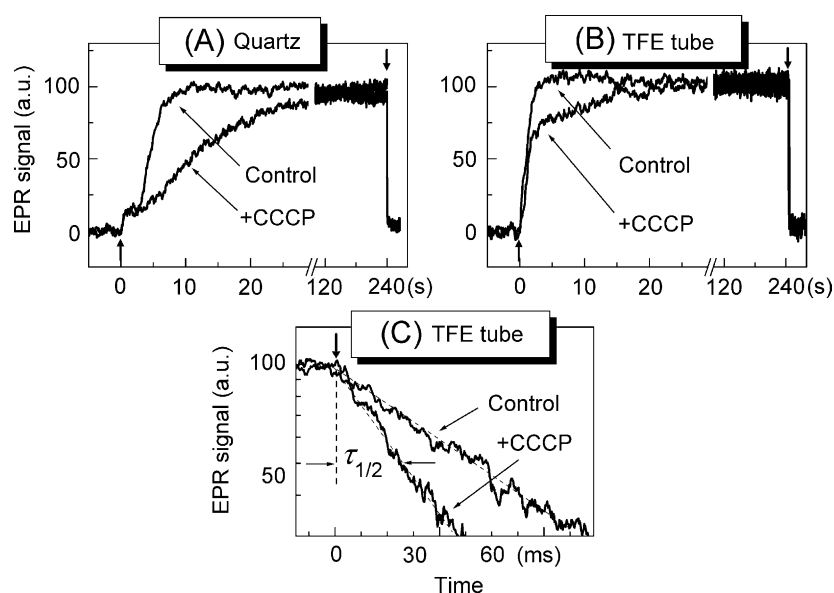 (A) Quartz
(B) TFE tube
EPR signal (a.u.)
100
50
0
Control
+CCCP
0 10 20 120 240 (s)
100
50
0
Control
+CCCP
0 10 20 120 240 (s)
(C) TFE tube
EPR signal (a.u.)
100
50
Control
+CCCP
τ1/2
0 30 60 (ms)
Time